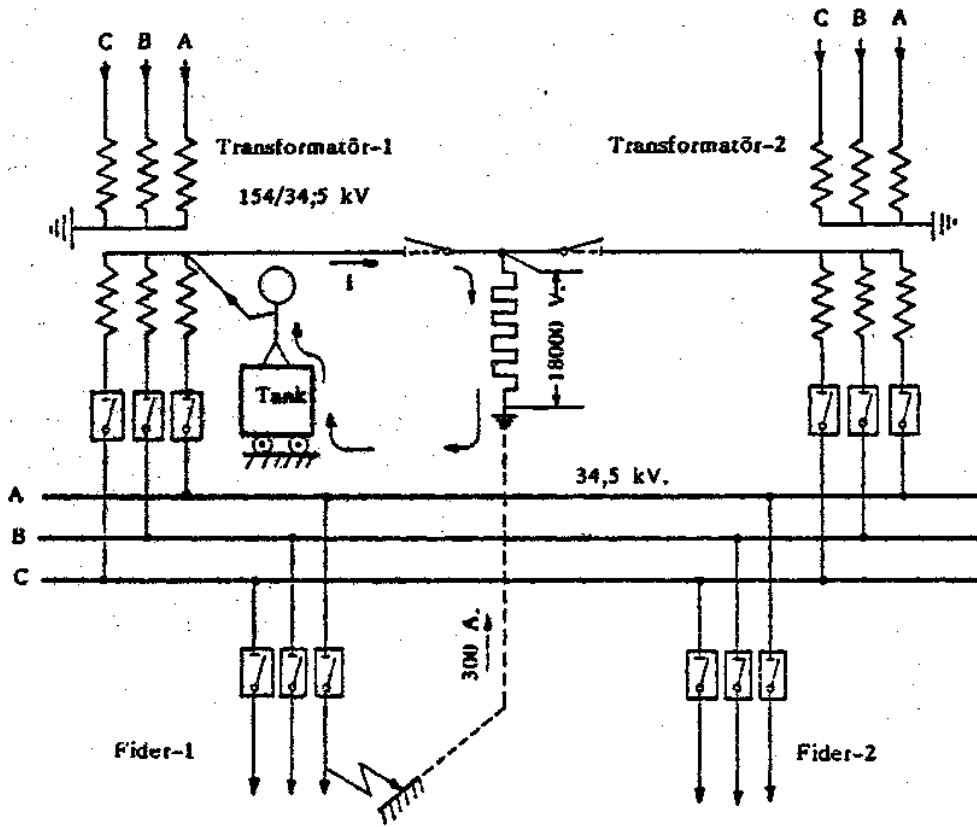 C B A
C B A
Transformatör-1
Transformatör-2
154/34,5 kV
i
18000 V.
Tank
34,5 kV.
A
B
C
300 A.
Fider-1
Fider-2